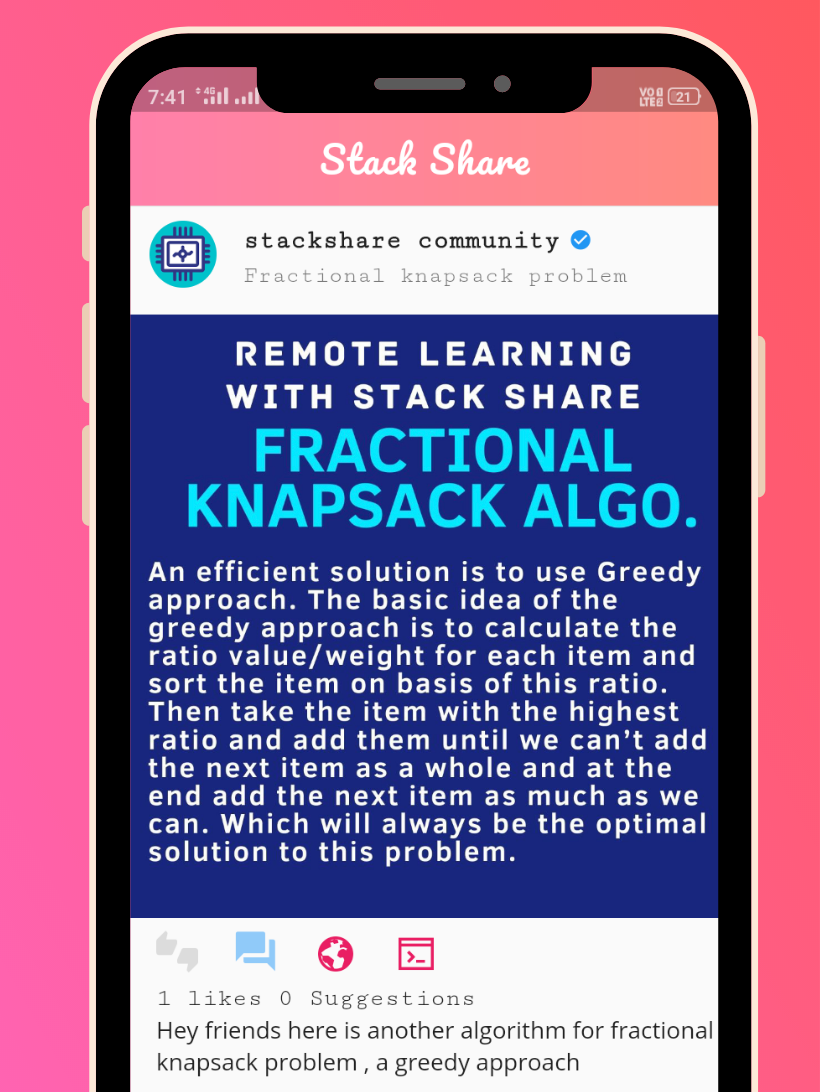 7:41 4G VO LTE 21
Stack Share
stackshare community
Fractional knapsack problem
REMOTE LEARNING
WITH STACK SHARE
FRACTIONAL
KNAPSACK ALGO.
An efficient solution is to use Greedy
approach. The basic idea of the
greedy approach is to calculate the
ratio value/weight for each item and
sort the item on basis of this ratio.
Then take the item with the highest
ratio and add them until we can’t add
the next item as a whole and at the
end add the next item as much as we
can. Which will always be the optimal
solution to this problem.
1 likes 0 Suggestions
Hey friends here is another algorithm for fractional
knapsack problem , a greedy approach